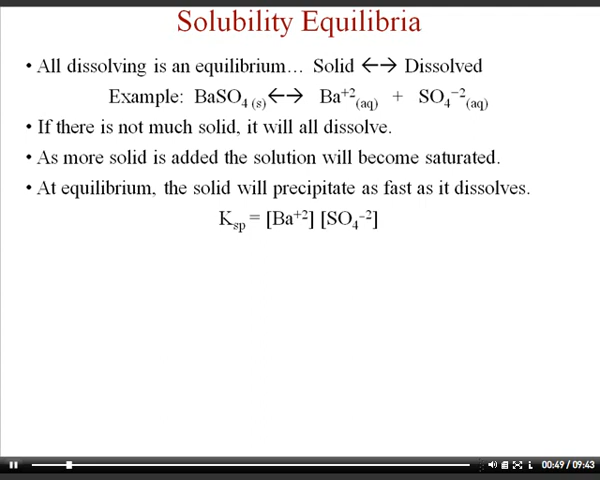 Solubility Equilibria
• All dissolving is an equilibrium… Solid ←→ Dissolved
Example: BaSO₄ ₍s₎ ←→ Ba⁺²₍aq₎ + SO₄⁻²₍aq₎
• If there is not much solid, it will all dissolve.
• As more solid is added the solution will become saturated.
• At equilibrium, the solid will precipitate as fast as it dissolves.
Ksp = [Ba⁺²] [SO₄⁻²]
00:49 / 09:43